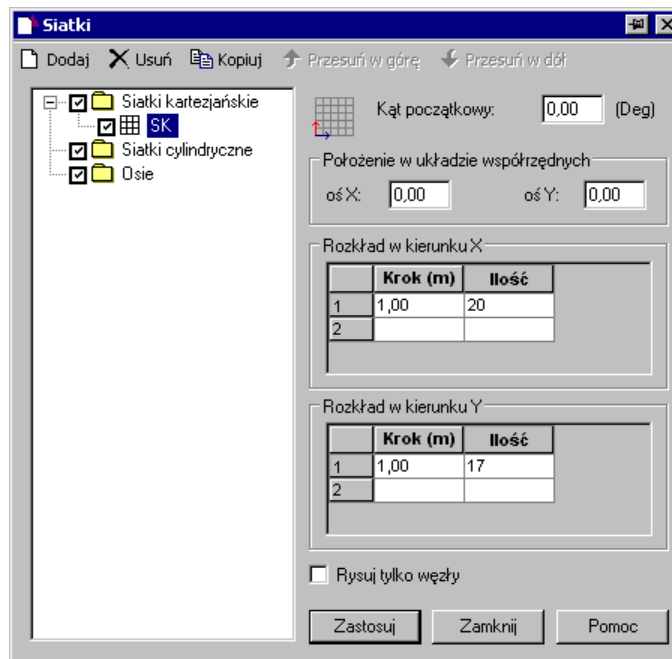 Siatki
Dodaj Usuń Kopiuj Przesuń w górę Przesuń w dół
Siatki kartezjańskie
SK
Siatki cylindryczne
Osie
Kąt początkowy: 0,00 (Deg)
Położenie w układzie współrzędnych
oś X: 0,00 oś Y: 0,00
Rozkład w kierunku X
Krok (m) Ilość
1 1,00 20
2
Rozkład w kierunku Y
Krok (m) Ilość
1 1,00 17
2
Rysuj tylko węzły
Zastosuj Zamknij Pomoc